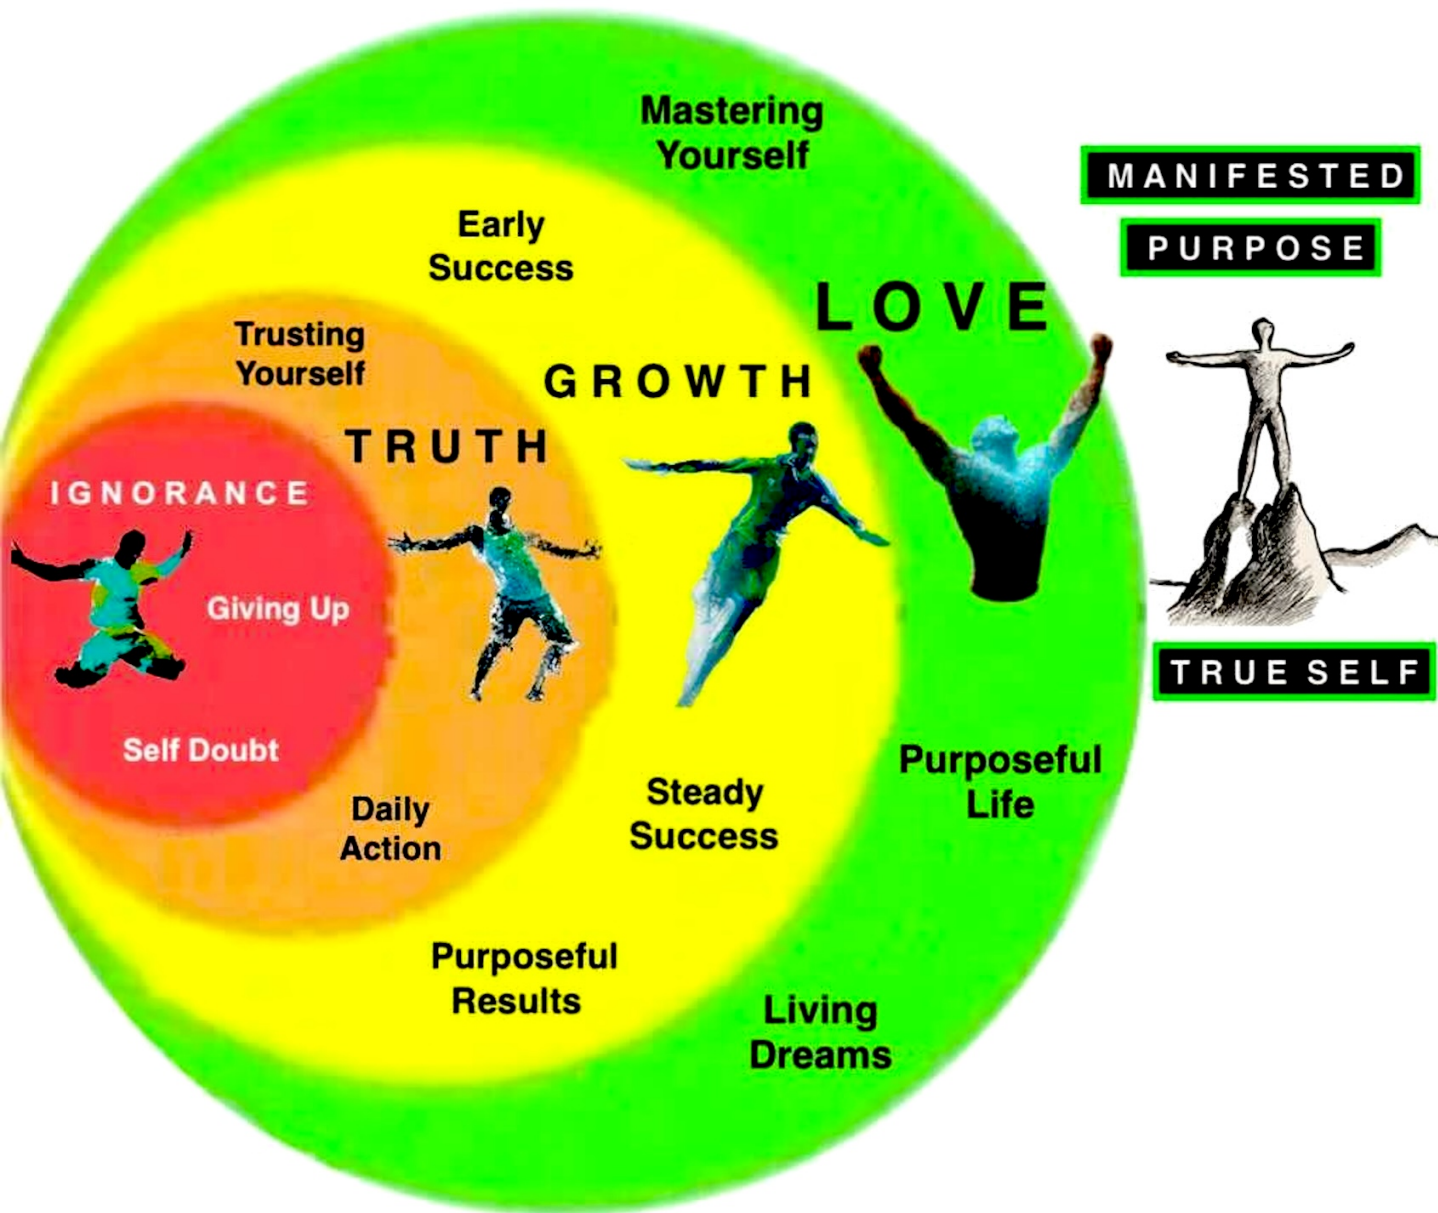 Mastering
Yourself
MANIFESTED
PURPOSE
Early
Success
LOVE
Trusting
Yourself
GROWTH
TRUTH
IGNORANCE
Giving Up
TRUE SELF
Self Doubt
Purposeful
Life
Steady
Success
Daily
Action
Purposeful
Results
Living
Dreams